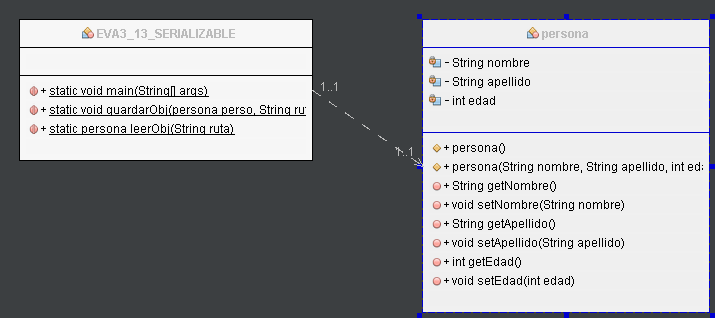 EVA3_13_SERIALIZABLE
+ static void main(String[] args)
+ static void guardarObj(persona perso, String rut
+ static persona leerObj(String ruta)
1..1
1..1
persona
- String nombre
- String apellido
- int edad
+ persona()
+ persona(String nombre, String apellido, int eda
+ String getNombre()
+ void setNombre(String nombre)
+ String getApellido()
+ void setApellido(String apellido)
+ int getEdad()
+ void setEdad(int edad)